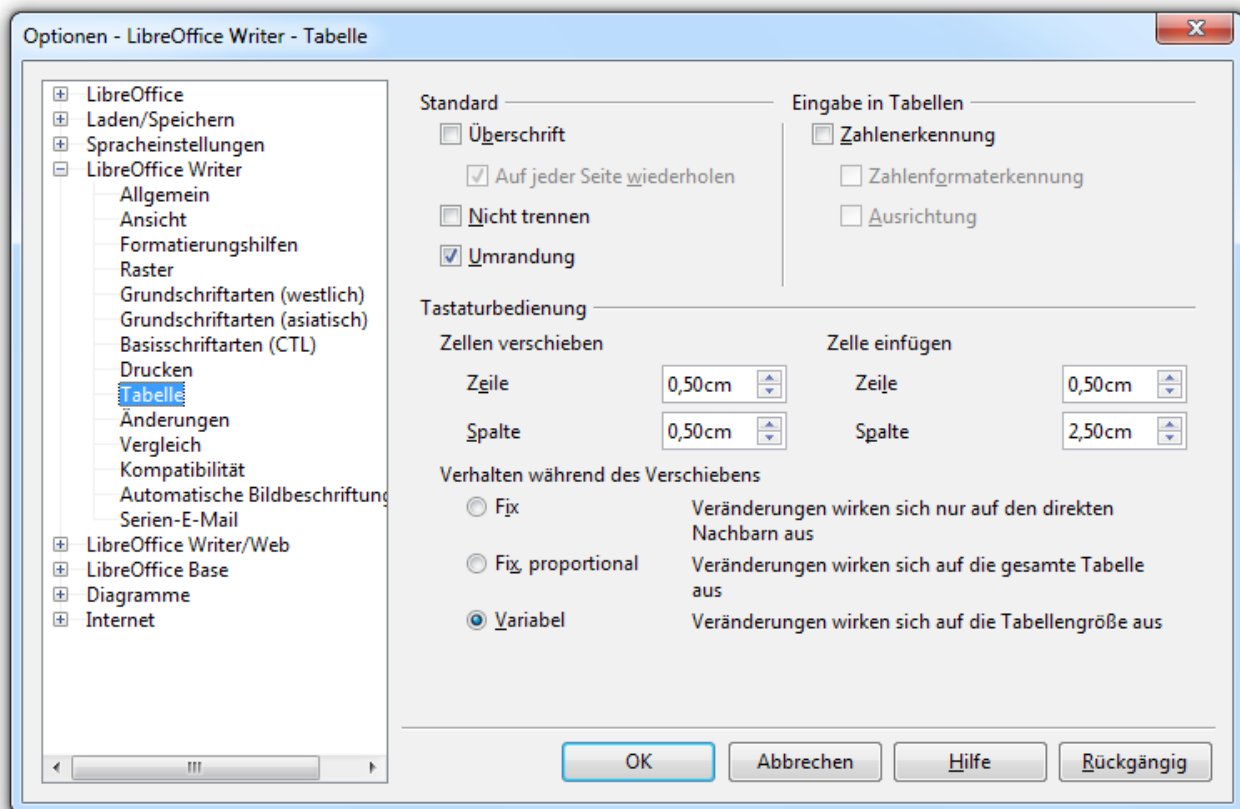 Optionen - LibreOffice Writer - Tabelle
LibreOffice
Laden/Speichern
Spracheinstellungen
LibreOffice Writer
Allgemein
Ansicht
Formatierungshilfen
Raster
Grundschriftarten (westlich)
Grundschriftarten (asiatisch)
Basisschriftarten (CTL)
Drucken
Tabelle
Änderungen
Vergleich
Kompatibilität
Automatische Bildbeschriftung
Serien-E-Mail
LibreOffice Writer/Web
LibreOffice Base
Diagramme
Internet
Standard
Überschrift
Auf jeder Seite wiederholen
Nicht trennen
Umrandung
Eingabe in Tabellen
Zahlenerkennung
Zahlenformaterkennung
Ausrichtung
Tastaturbedienung
Zellen verschieben
Zeile 0,50cm
Spalte 0,50cm
Zelle einfügen
Zeile 0,50cm
Spalte 2,50cm
Verhalten während des Verschiebens
Fix Veränderungen wirken sich nur auf den direkten
Nachbarn aus
Fix, proportional Veränderungen wirken sich auf die gesamte Tabelle
aus
Variabel Veränderungen wirken sich auf die Tabellengröße aus
OK Abbrechen Hilfe Rückgängig